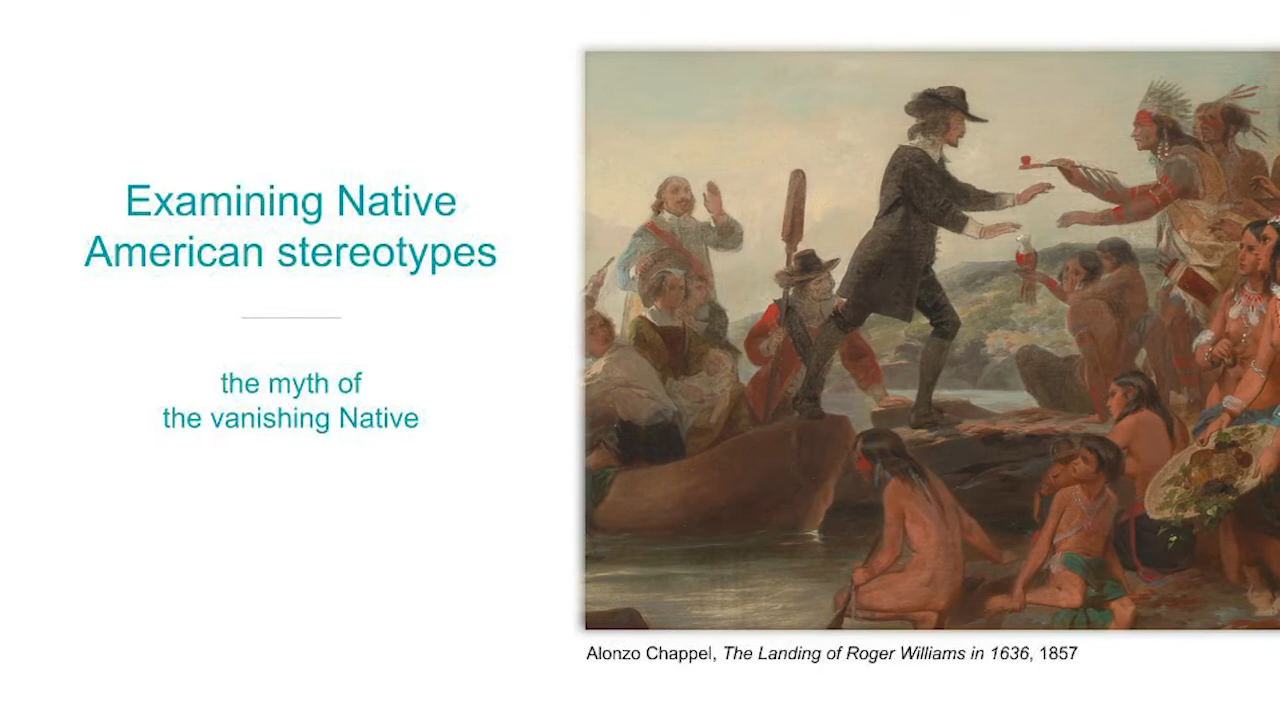 Examining Native
American stereotypes
the myth of
the vanishing Native
Alonzo Chappel, The Landing of Roger Williams in 1636, 1857